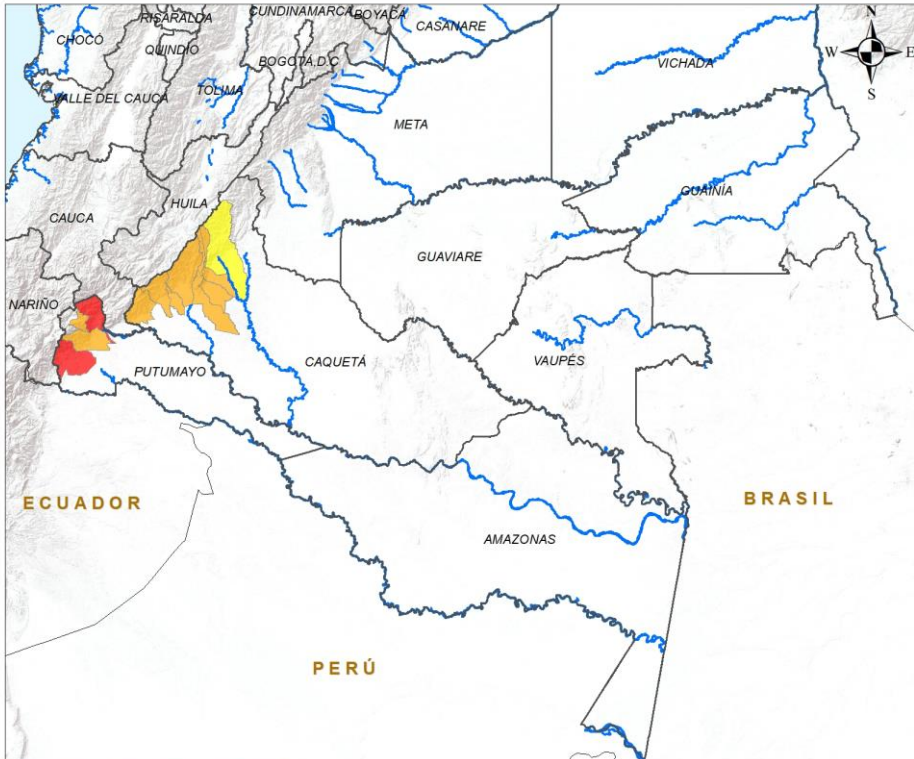 CUNDINAMARCA
BOYACÁ
RISARALDA
CASANARE
N
CHOCÓ
QUINDÍO
W
E
BOGOTÁ,D.C
VICHADA
S
VALLE DEL CAUCA
TOLIMA
META
GUAINÍA
HUILA
CAUCA
GUAVIARE
NARIÑO
VAUPÉS
CAQUETÁ
PUTUMAYO
ECUADOR
BRASIL
AMAZONAS
PERÚ